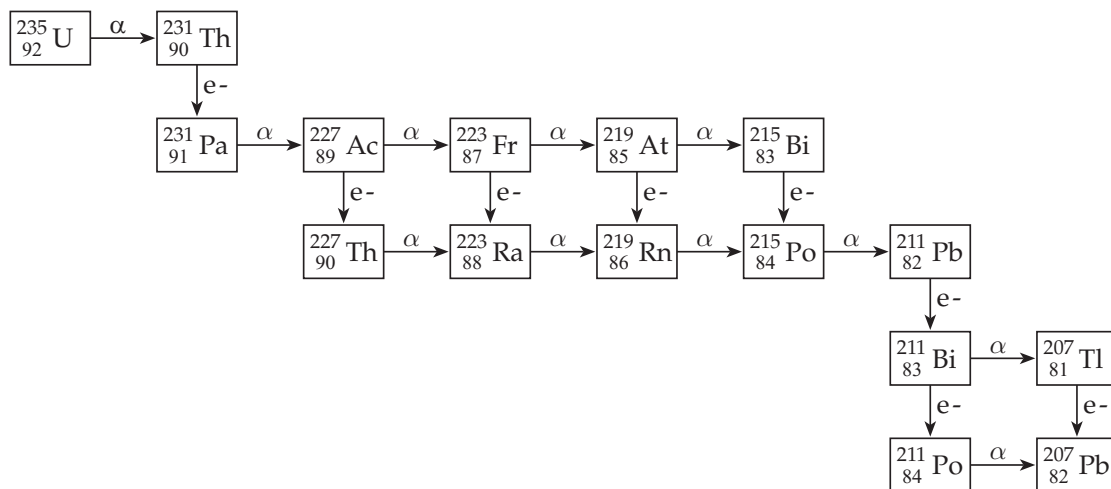 235 92 U α 231 90 Th
e-
231 91 Pa α 227 89 Ac α 223 87 Fr α 219 85 At α 215 83 Bi
e- e- e- e-
227 90 Th α 223 88 Ra α 219 86 Rn α 215 84 Po α 211 82 Pb
e-
211 83 Bi α 207 81 Tl
e- e-
211 84 Po α 207 82 Pb